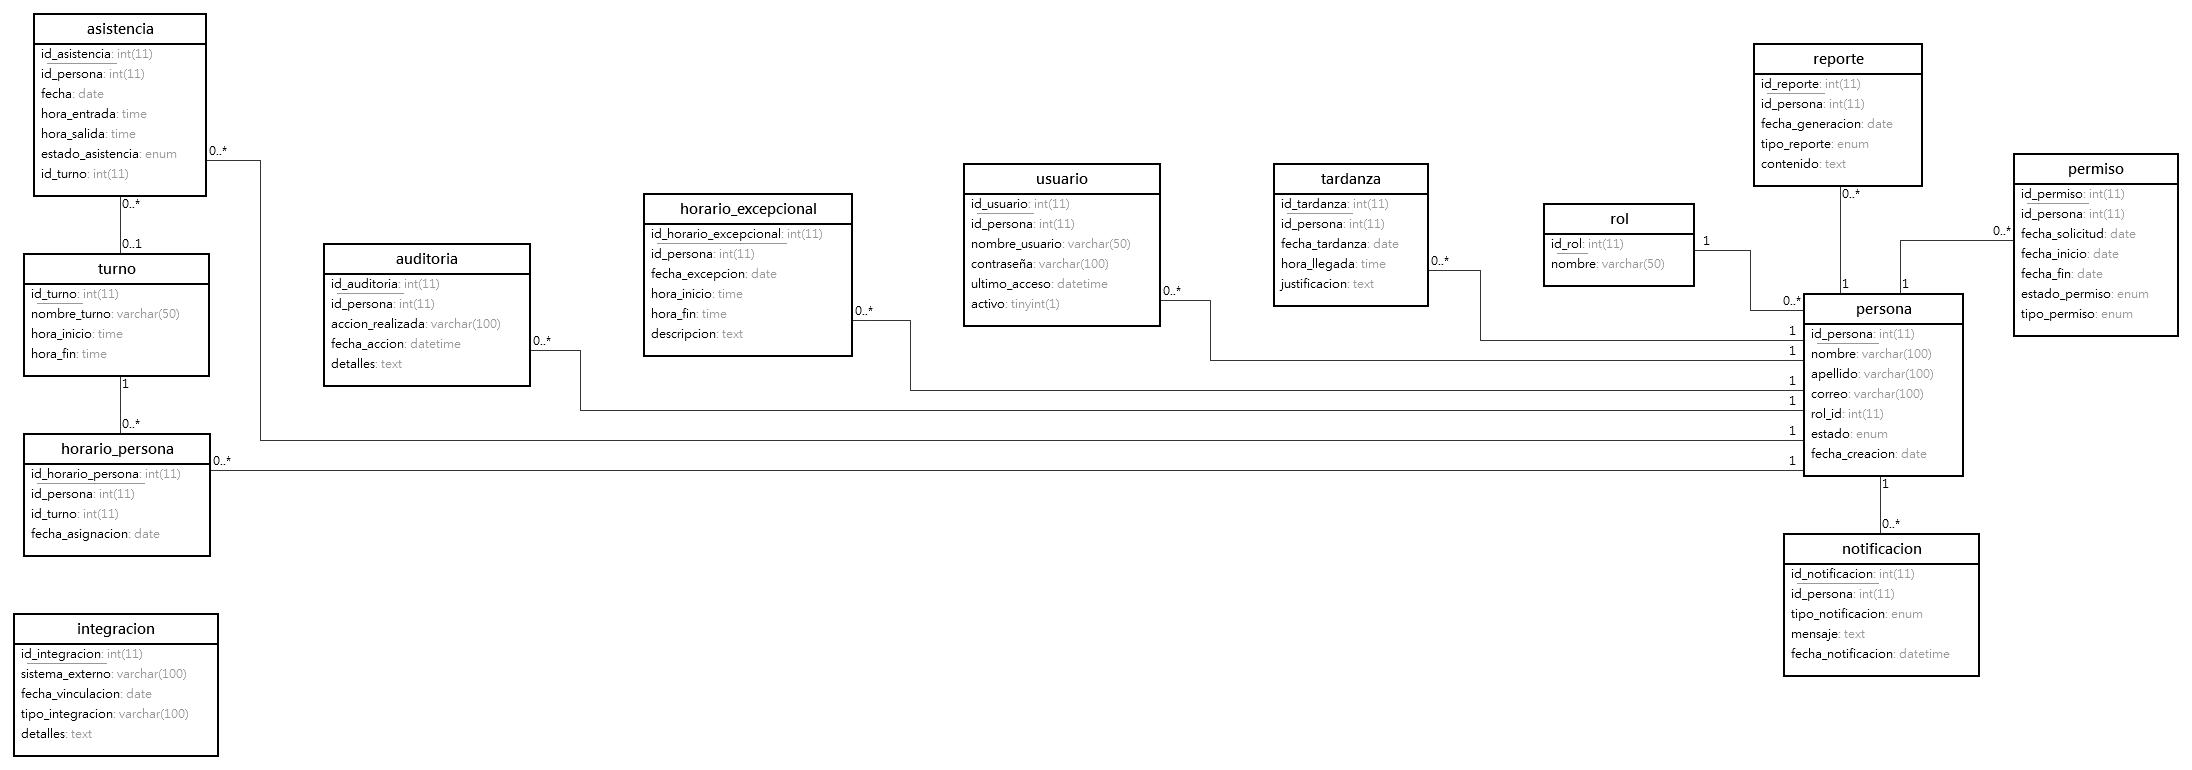 asistencia
id_asistencia: int(11)
id_persona: int(11)
fecha: date
hora_entrada: time
hora_salida: time
estado_asistencia: enum
id_turno: int(11)
0..*
0..*
0..1
turno
id_turno: int(11)
nombre_turno: varchar(50)
hora_inicio: time
hora_fin: time
1
0..*
horario_persona
id_horario_persona: int(11)
id_persona: int(11)
id_turno: int(11)
fecha_asignacion: date
0..*
integracion
id_integracion: int(11)
sistema_externo: varchar(100)
fecha_vinculacion: date
tipo_integracion: varchar(100)
detalles: text
auditoria
id_auditoria: int(11)
id_persona: int(11)
accion_realizada: varchar(100)
fecha_accion: datetime
detalles: text
0..*
horario_excepcional
id_horario_excepcional: int(11)
id_persona: int(11)
fecha_excepcion: date
hora_inicio: time
hora_fin: time
descripcion: text
0..*
usuario
id_usuario: int(11)
id_persona: int(11)
nombre_usuario: varchar(50)
contraseña: varchar(100)
ultimo_acceso: datetime
activo: tinyint(1)
0..*
tardanza
id_tardanza: int(11)
id_persona: int(11)
fecha_tardanza: date
hora_llegada: time
justificacion: text
0..*
rol
id_rol: int(11)
nombre: varchar(50)
1
0..*
reporte
id_reporte: int(11)
id_persona: int(11)
fecha_generacion: date
tipo_reporte: enum
contenido: text
0..*
1
permiso
id_permiso: int(11)
id_persona: int(11)
fecha_solicitud: date
fecha_inicio: date
fecha_fin: date
estado_permiso: enum
tipo_permiso: enum
0..*
1
persona
id_persona: int(11)
nombre: varchar(100)
apellido: varchar(100)
correo: varchar(100)
rol_id: int(11)
estado: enum
fecha_creacion: date
1
1
1
1
1
1
1
0..*
notificacion
id_notificacion: int(11)
id_persona: int(11)
tipo_notificacion: enum
mensaje: text
fecha_notificacion: datetime